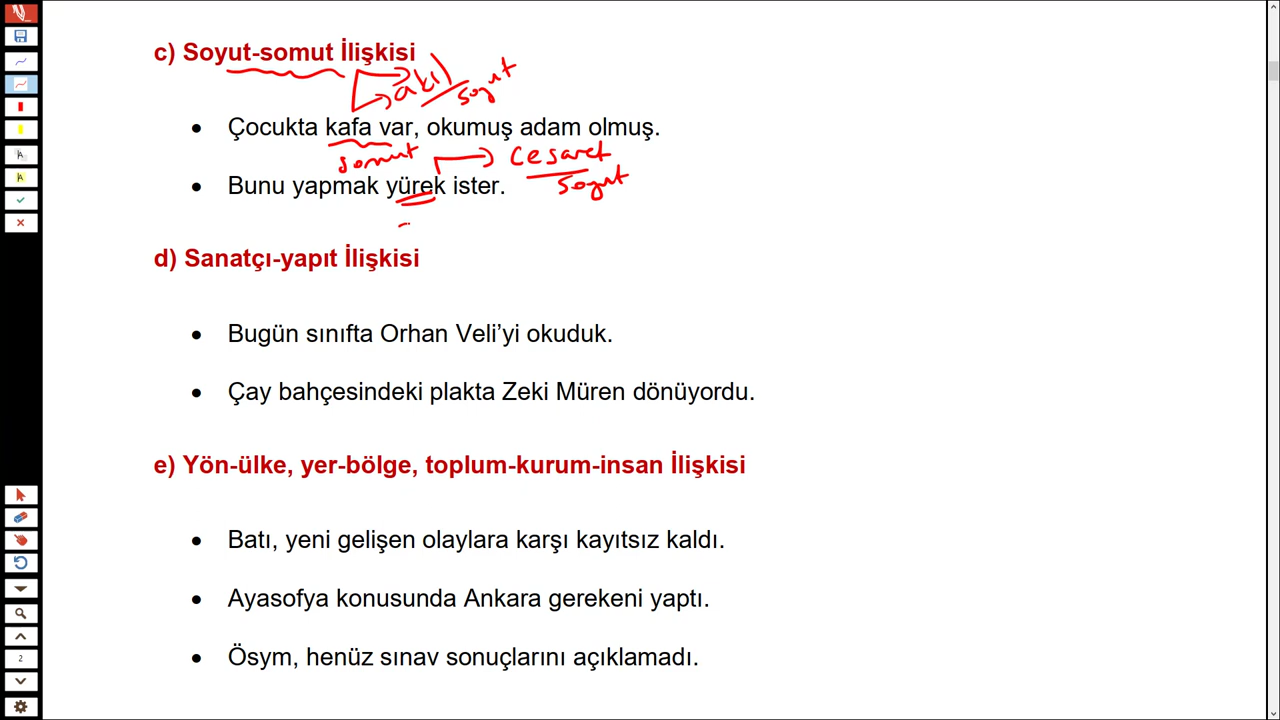 c) Soyut-somut İlişkisi
akıl
soyut
Çocukta kafa var, okumuş adam olmuş.
somut
cesaret
Bunu yapmak yürek ister.
soyut
d) Sanatçı-yapıt İlişkisi
Bugün sınıfta Orhan Veli’yi okuduk.
Çay bahçesindeki plakta Zeki Müren dönüyordu.
e) Yön-ülke, yer-bölge, toplum-kurum-insan İlişkisi
Batı, yeni gelişen olaylara karşı kayıtsız kaldı.
Ayasofya konusunda Ankara gerekeni yaptı.
Ösym, henüz sınav sonuçlarını açıklamadı.
A
A
2